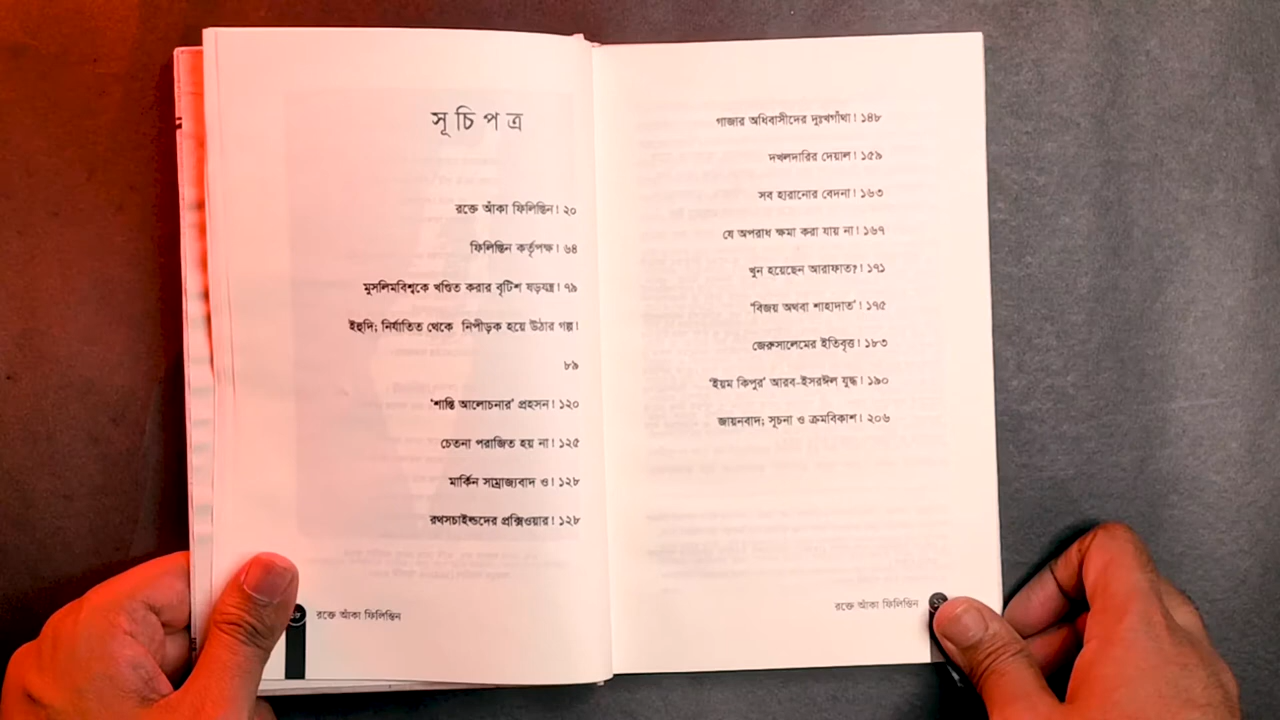 সূচিপত্র
রক্তে আঁকা ফিলিস্তিন। ২০
ফিলিস্তিন কর্তৃপক্ষ। ৬৪
মুসলিমবিশ্বকে খণ্ডিত করার বৃটিশ ষড়যন্ত্র। ৭৯
ইহুদি; নির্যাতিত থেকে নিপীড়ক হয়ে উঠার গল্প।
৮৯
'শান্তি আলোচনার' প্রহসন। ১২০
চেতনা পরাজিত হয় না। ১২৫
মার্কিন সাম্রাজ্যবাদ ও। ১২৮
রথসচাইল্ডদের প্রক্সিওয়ার। ১২৮
রক্তে আঁকা ফিলিস্তিন
গাজার অধিবাসীদের দুঃখগাঁথা। ১৪৮
দখলদারির দেয়াল। ১৫৯
সব হারানোর বেদনা। ১৬৩
যে অপরাধ ক্ষমা করা যায় না। ১৬৭
খুন হয়েছেন আরাফাত?। ১৭১
'বিজয় অথবা শাহাদাত'। ১৭৫
জেরুসালেমের ইতিবৃত্ত। ১৮৩
'ইয়ম কিপুর' আরব-ইসরঈল যুদ্ধ। ১৯০
জায়নবাদ; সূচনা ও ক্রমবিকাশ। ২০৬
রক্তে আঁকা ফিলিস্তিন